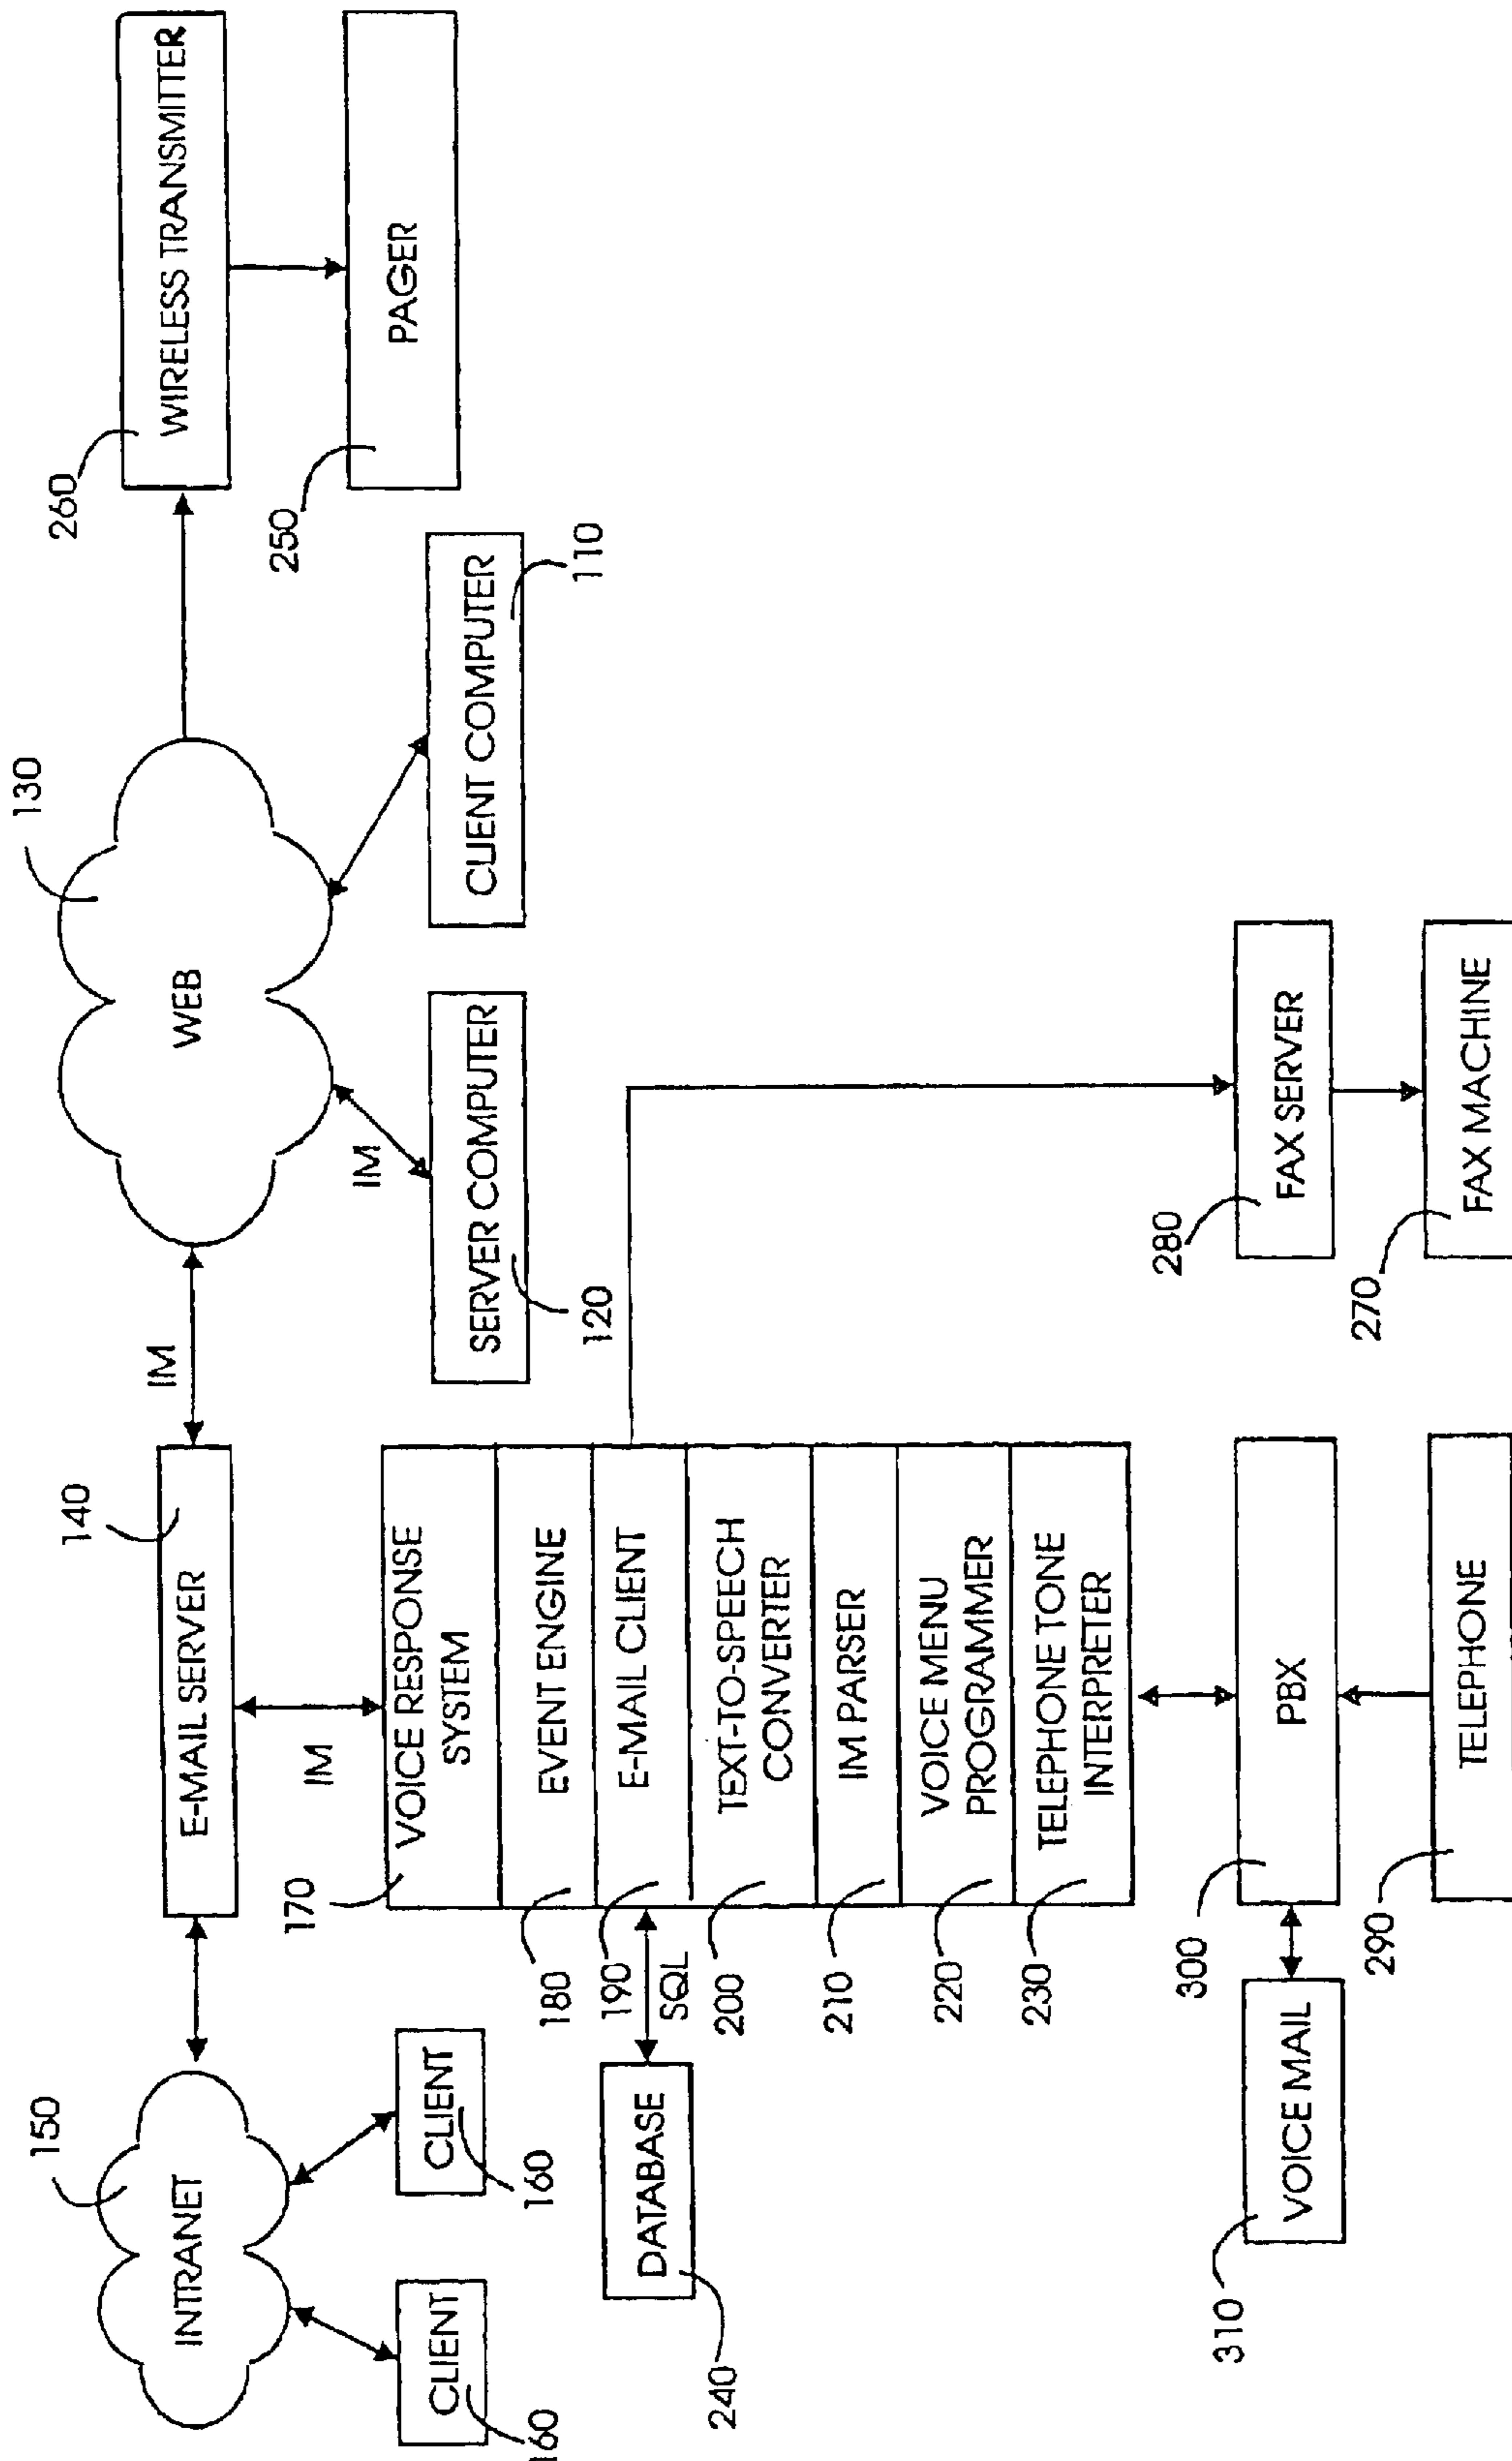 130
260
WIRELESS TRANSMITTER
250
PAGER
WEB
CLIENT COMPUTER
110
IM
SERVER COMPUTER
120
IM
140
E-MAIL SERVER
150
INTRANET
CLIENT
160
CLIENT
160
IM
170
VOICE RESPONSE
SYSTEM
180
EVENT ENGINE
190
E-MAIL CLIENT
SQL
DATABASE
240
200
TEXT-TO-SPEECH
CONVERTER
210
IM PARSER
220
VOICE MENU
PROGRAMMER
230
TELEPHONE TONE
INTERPRETER
280
FAX SERVER
270
FAX MACHINE
300
PBX
310
VOICE MAIL
290
TELEPHONE